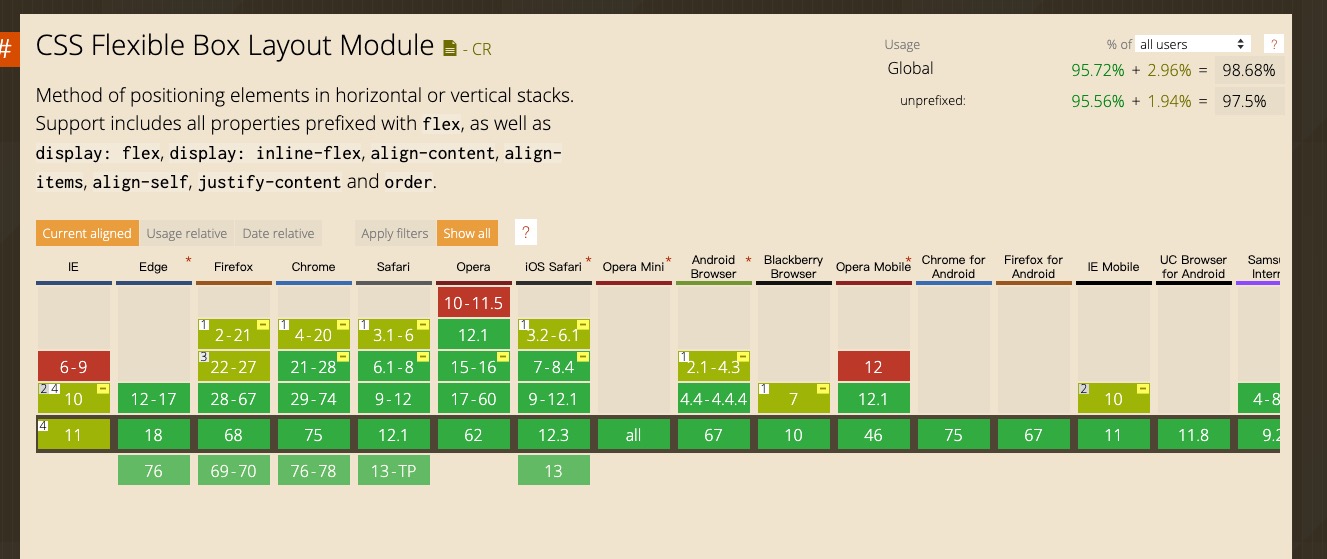 #
CSS Flexible Box Layout Module - CR
Usage % of all users ?
Global 95.72% + 2.96% = 98.68%
unprefixed: 95.56% + 1.94% = 97.5%
Method of positioning elements in horizontal or vertical stacks.
Support includes all properties prefixed with flex, as well as
display: flex, display: inline-flex, align-content, align-
items, align-self, justify-content and order.
Current aligned Usage relative Date relative Apply filters Show all ?
IE Edge * Firefox Chrome Safari Opera iOS Safari * Opera Mini * Android Browser * Blackberry Browser Opera Mobile * Chrome for Android Firefox for Android IE Mobile UC Browser for Android
10-11.5
1 2-21 1 4-20 1 3.1-6 12.1 1 3.2-6.1
6-9 3 22-27 21-28 6.1-8 15-16 7-8.4 1 2.1-4.3 12
2 4 10 12-17 28-67 29-74 9-12 17-60 9-12.1 4.4-4.4.4 1 7 12.1 2 10 4-8
4 11 18 68 75 12.1 62 12.3 all 67 10 46 75 67 11 11.8 9.2
76 69-70 76-78 13-TP 13